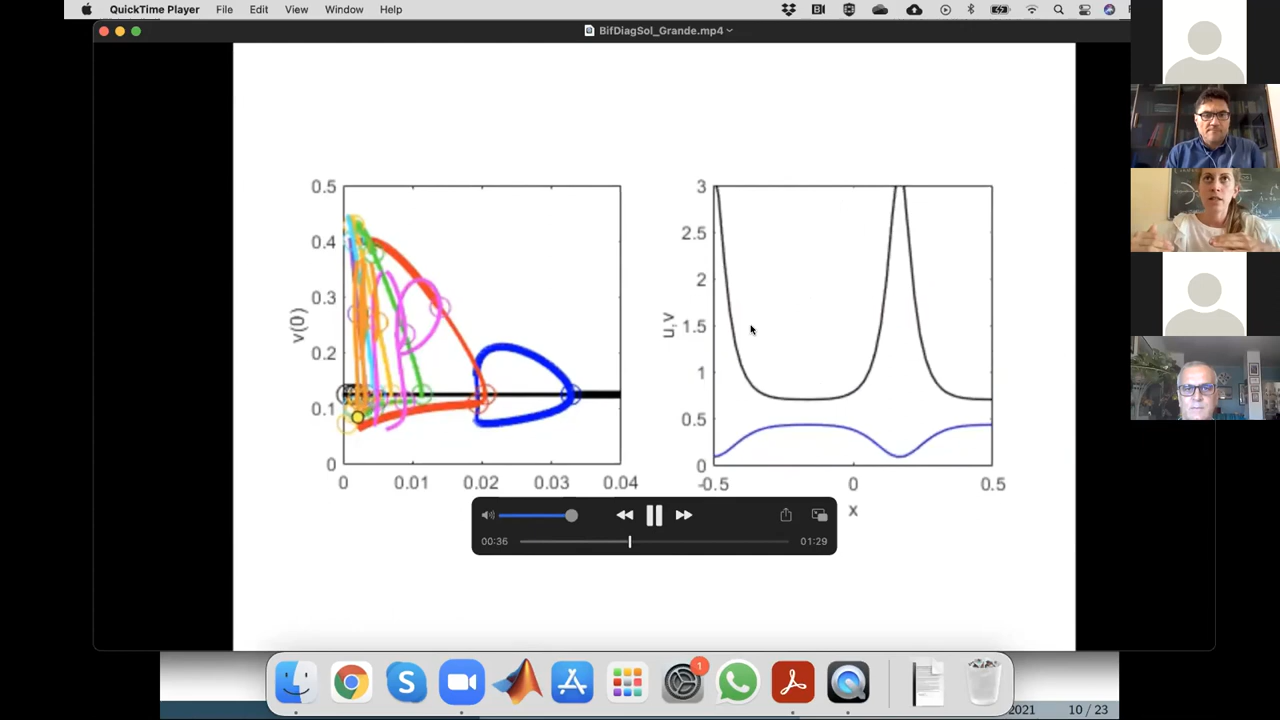 QuickTime Player File Edit View Window Help
BifDiagSol_Grande.mp4
0.5
0.4
0.3
0.2
0.1
0
v(0)
0 0.01 0.02 0.03 0.04
3
2.5
2
1.5
1
0.5
0
u,v
-0.5 0 0.5
x
00:36 01:29
1
2021 10 / 23